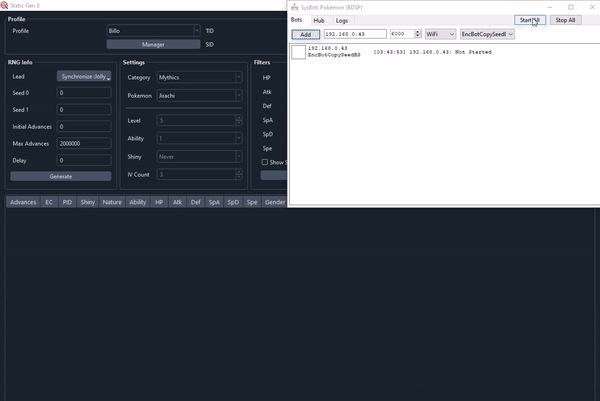 Static Gen 8
Profile
Profile
Billo
TID
Manager
SID
RNG Info
Lead
Synchronize :Jolly
Seed 0
0
Seed 1
0
Initial Advances
0
Max Advances
2000000
Delay
0
Generate
Settings
Category
Mythics
Pokemon
Jirachi
Level
5
Ability
1
Shiny
Never
IV Count
3
Filters
HP
Atk
Def
SpA
SpD
Spe
Show S
Advances EC PID Shiny Nature Ability HP Atk Def SpA SpD Spe Gender
SysBot: Pokémon (BDSP)
Bots Hub Logs
Start All Stop All
Add 192.168.0.43 6000 WiFi EncBotCopySeedI
192.168.0.43
EncBotCopySeedBS
[03:43:53] 192.168.0.43: Not Started